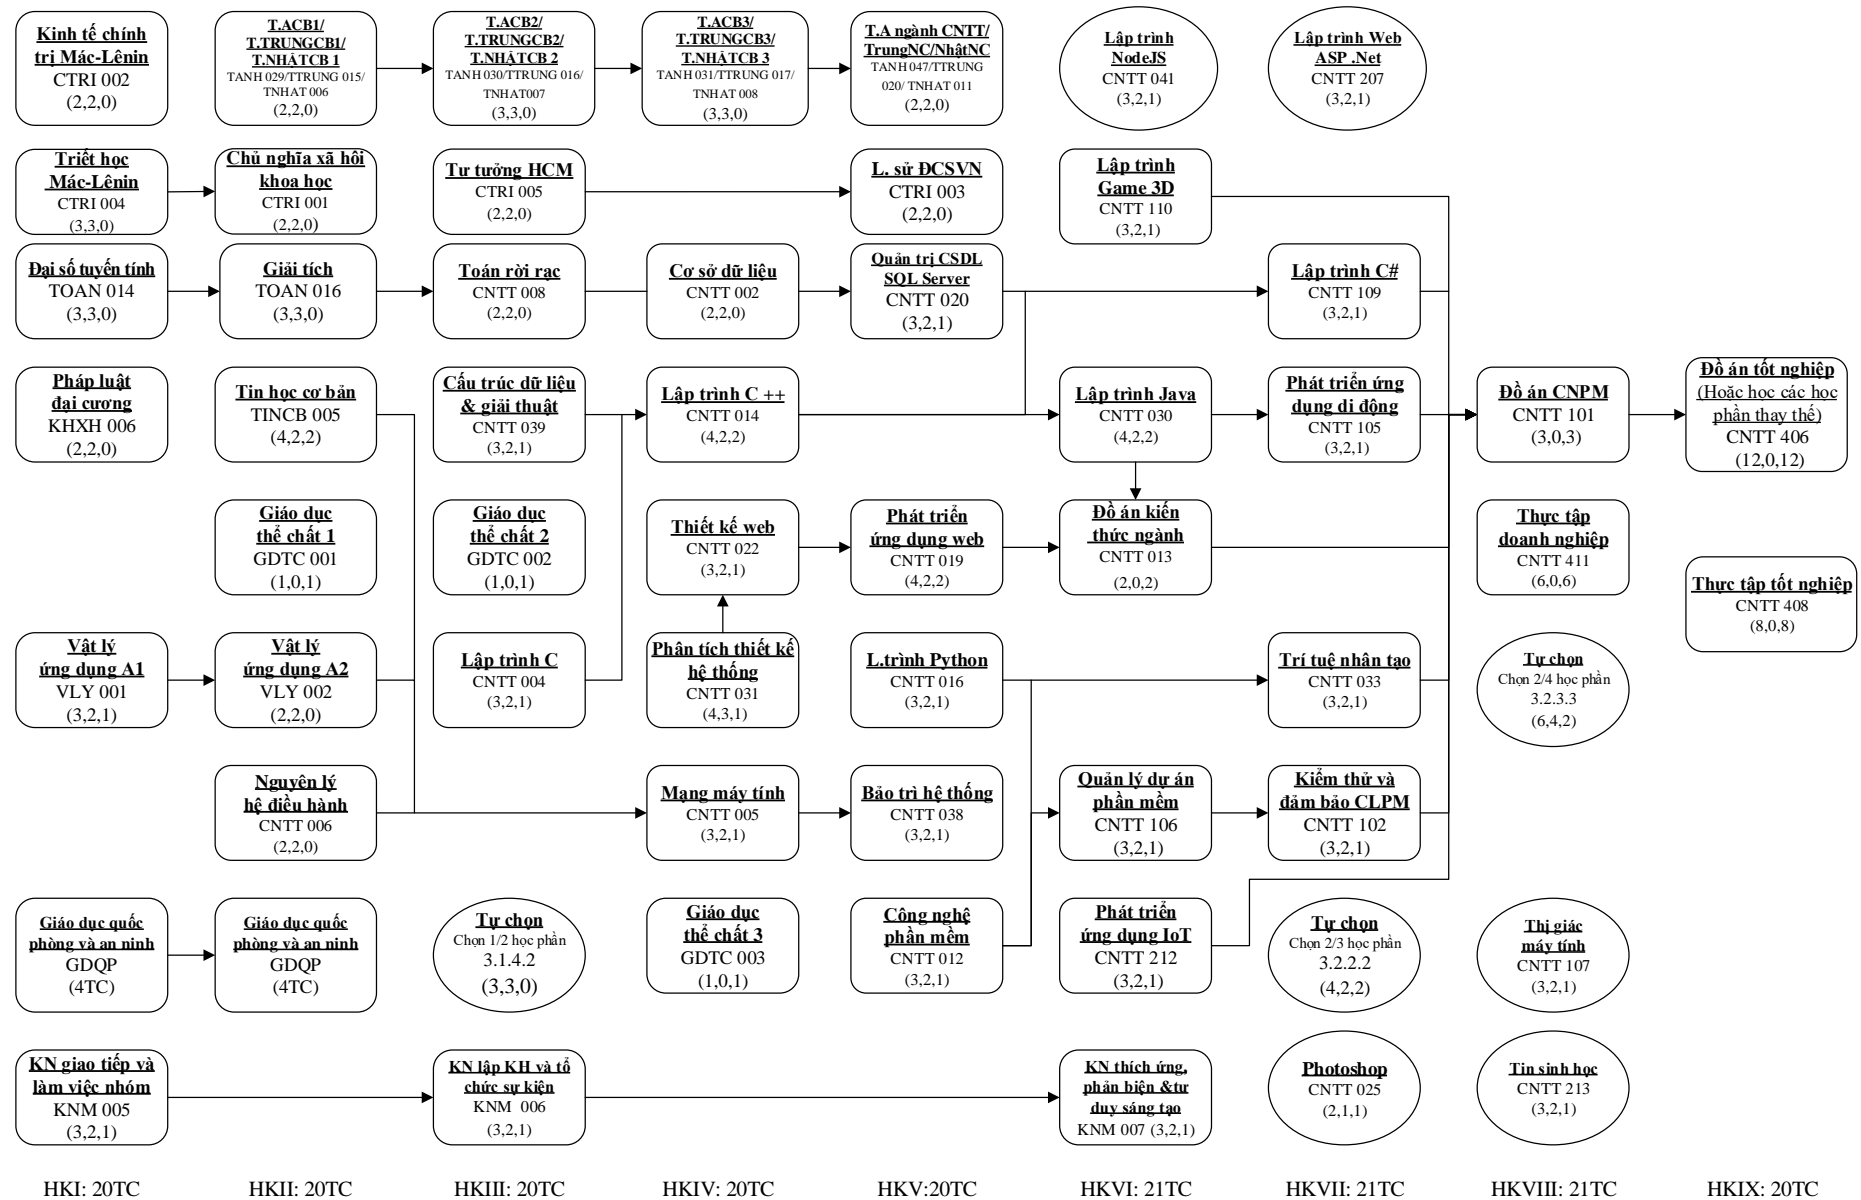 Kinh tế chính
trị Mác-Lênin
CTRI 002
(2,2,0)
T.ACB1/
T.TRUNGCB1/
T.NHẬTCB 1
TANH 029/TTRUNG 015/
TNHAT 006
(2,2,0)
T.ACB2/
T.TRUNGCB2/
T.NHẬTCB 2
TANH 030/TTRUNG 016/
TNHAT007
(3,3,0)
T.ACB3/
T.TRUNGCB3/
T.NHẬTCB 3
TANH 031/TTRUNG 017/
TNHAT 008
(3,3,0)
T.A ngành CNTT/
TrungNC/NhậtNC
TANH 047/TTRUNG
020/ TNHAT 011
(2,2,0)
Lập trình
NodeJS
CNTT 041
(3,2,1)
Lập trình Web
ASP .Net
CNTT 207
(3,2,1)
Triết học
Mác-Lênin
CTRI 004
(3,3,0)
Chủ nghĩa xã hội
khoa học
CTRI 001
(2,2,0)
Tư tưởng HCM
CTRI 005
(2,2,0)
L. sử ĐCSVN
CTRI 003
(2,2,0)
Lập trình
Game 3D
CNTT 110
(3,2,1)
Đại số tuyến tính
TOAN 014
(3,3,0)
Giải tích
TOAN 016
(3,3,0)
Toán rời rạc
CNTT 008
(2,2,0)
Cơ sở dữ liệu
CNTT 002
(2,2,0)
Quản trị CSDL
SQL Server
CNTT 020
(3,2,1)
Lập trình C#
CNTT 109
(3,2,1)
Pháp luật
đại cương
KHXH 006
(2,2,0)
Tin học cơ bản
TINCB 005
(4,2,2)
Cấu trúc dữ liệu
& giải thuật
CNTT 039
(3,2,1)
Lập trình C ++
CNTT 014
(4,2,2)
Lập trình Java
CNTT 030
(4,2,2)
Phát triển ứng
dụng di động
CNTT 105
(3,2,1)
Đồ án CNPM
CNTT 101
(3,0,3)
Đồ án tốt nghiệp
(Hoặc học các học
phần thay thế)
CNTT 406
(12,0,12)
Giáo dục
thể chất 1
GDTC 001
(1,0,1)
Giáo dục
thể chất 2
GDTC 002
(1,0,1)
Thiết kế web
CNTT 022
(3,2,1)
Phát triển
ứng dụng web
CNTT 019
(4,2,2)
Đồ án kiến
thức ngành
CNTT 013
(2,0,2)
Thực tập
doanh nghiệp
CNTT 411
(6,0,6)
Thực tập tốt nghiệp
CNTT 408
(8,0,8)
Vật lý
ứng dụng A1
VLY 001
(3,2,1)
Vật lý
ứng dụng A2
VLY 002
(2,2,0)
Lập trình C
CNTT 004
(3,2,1)
Phân tích thiết kế
hệ thống
CNTT 031
(4,3,1)
L.trình Python
CNTT 016
(3,2,1)
Trí tuệ nhân tạo
CNTT 033
(3,2,1)
Tự chọn
Chọn 2/4 học phần
3.2.3.3
(6,4,2)
Nguyên lý
hệ điều hành
CNTT 006
(2,2,0)
Mạng máy tính
CNTT 005
(3,2,1)
Bảo trì hệ thống
CNTT 038
(3,2,1)
Quản lý dự án
phần mềm
CNTT 106
(3,2,1)
Kiểm thử và
đảm bảo CLPM
CNTT 102
(3,2,1)
Giáo dục quốc
phòng và an ninh
GDQP
(4TC)
Giáo dục quốc
phòng và an ninh
GDQP
(4TC)
Tự chọn
Chọn 1/2 học phần
3.1.4.2
(3,3,0)
Giáo dục
thể chất 3
GDTC 003
(1,0,1)
Công nghệ
phần mềm
CNTT 012
(3,2,1)
Phát triển
ứng dụng IoT
CNTT 212
(3,2,1)
Tự chọn
Chọn 2/3 học phần
3.2.2.2
(4,2,2)
Thị giác
máy tính
CNTT 107
(3,2,1)
KN giao tiếp và
làm việc nhóm
KNM 005
(3,2,1)
KN lập KH và tổ
chức sự kiện
KNM 006
(3,2,1)
KN thích ứng,
phản biện &tư
duy sáng tạo
KNM 007 (3,2,1)
Photoshop
CNTT 025
(2,1,1)
Tin sinh học
CNTT 213
(3,2,1)
HKI: 20TC
HKII: 20TC
HKIII: 20TC
HKIV: 20TC
HKV:20TC
HKVI: 21TC
HKVII: 21TC
HKVIII: 21TC
HKIX: 20TC